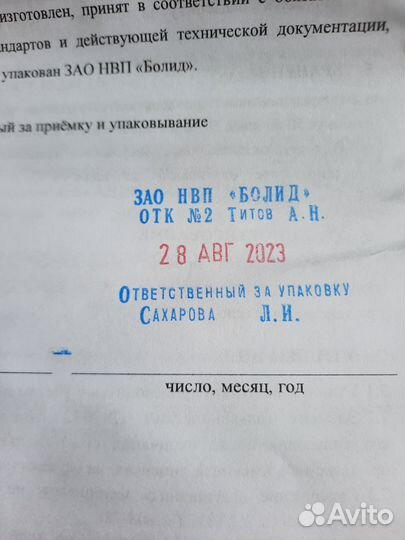 изготовлен, принят в соответствии с
стандартов и действующей технической документации,
упакован ЗАО НВП «Болид».
ый за приёмку и упаковывание
ЗАО НВП «БОЛИД»
ОТК №2 ТИТОВ А.Н.
28 АВГ 2023
ОТВЕТСТВЕННЫЙ ЗА УПАКОВКУ
САХАРОВА Л.И.
число, месяц, год
Avito